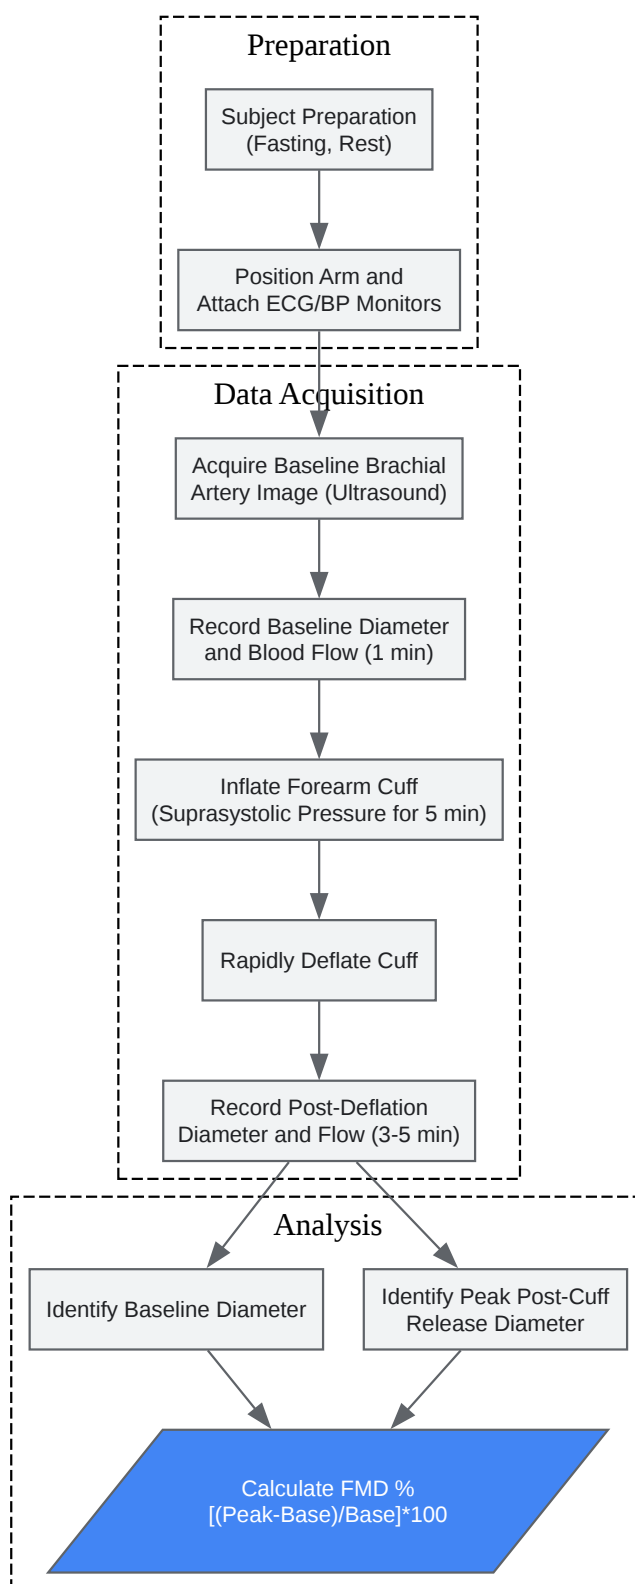 Preparation
Subject Preparation
(Fasting, Rest)
Position Arm and
Attach ECG/BP Monitors
Data Acquisition
Acquire Baseline Brachial
Artery Image (Ultrasound)
Record Baseline Diameter
and Blood Flow (1 min)
Inflate Forearm Cuff
(Suprasystolic Pressure for 5 min)
Rapidly Deflate Cuff
Record Post-Deflation
Diameter and Flow (3-5 min)
Analysis
Identify Baseline Diameter
Identify Peak Post-Cuff
Release Diameter
Calculate FMD %
[(Peak-Base)/Base]*100